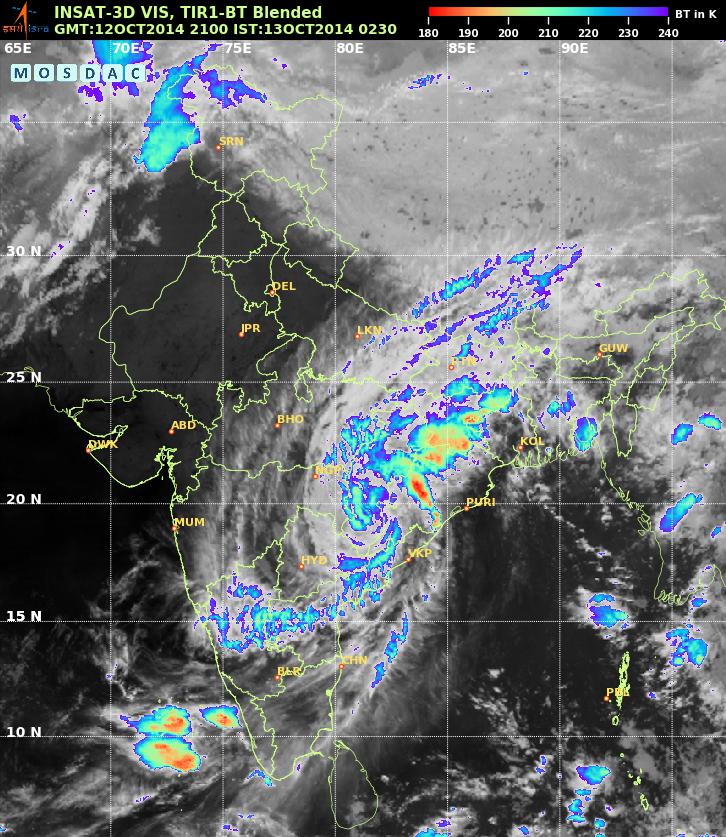 INSAT-3D VIS, TIR1-BT Blended
GMT:12OCT2014 2100 IST:13OCT2014 0230
BT in K
180 190 200 210 220 230 240
65E 70E 75E 80E 85E 90E
MOSDAC
SRN
30 N
DEL
JPR
LKN
GUW
25 N
ABD
BHO
DWK
KOL
NGP
20 N
PURI
MUM
VKP
HYD
15 N
CHN
BLR
10 N